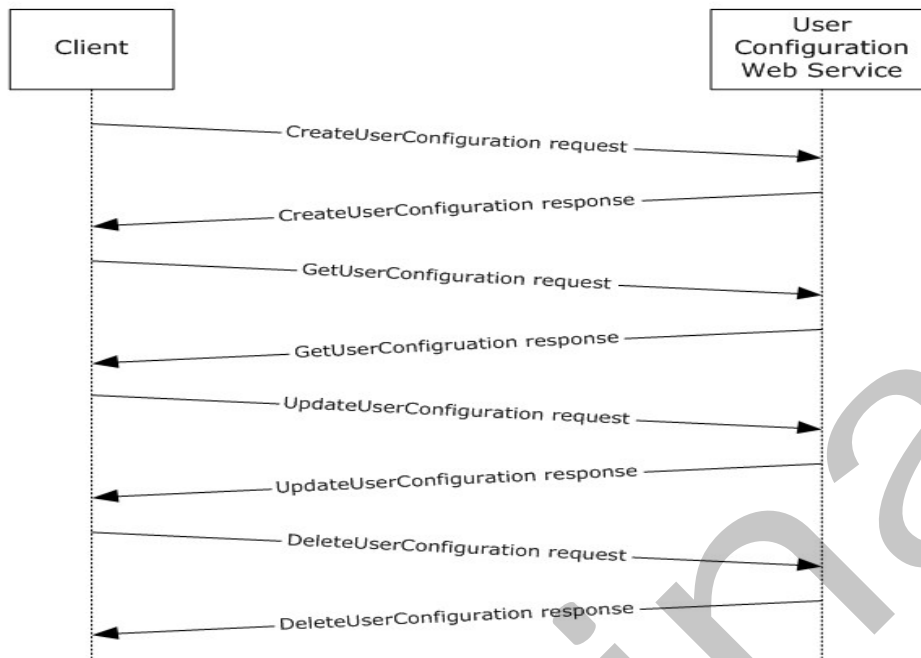 Client
User
Configuration
Web Service
CreateUserConfiguration request
CreateUserConfiguration response
GetUserConfiguration request
GetUserConfigruation response
UpdateUserConfiguration request
UpdateUserConfiguration response
DeleteUserConfiguration request
DeleteUserConfiguration response
ina